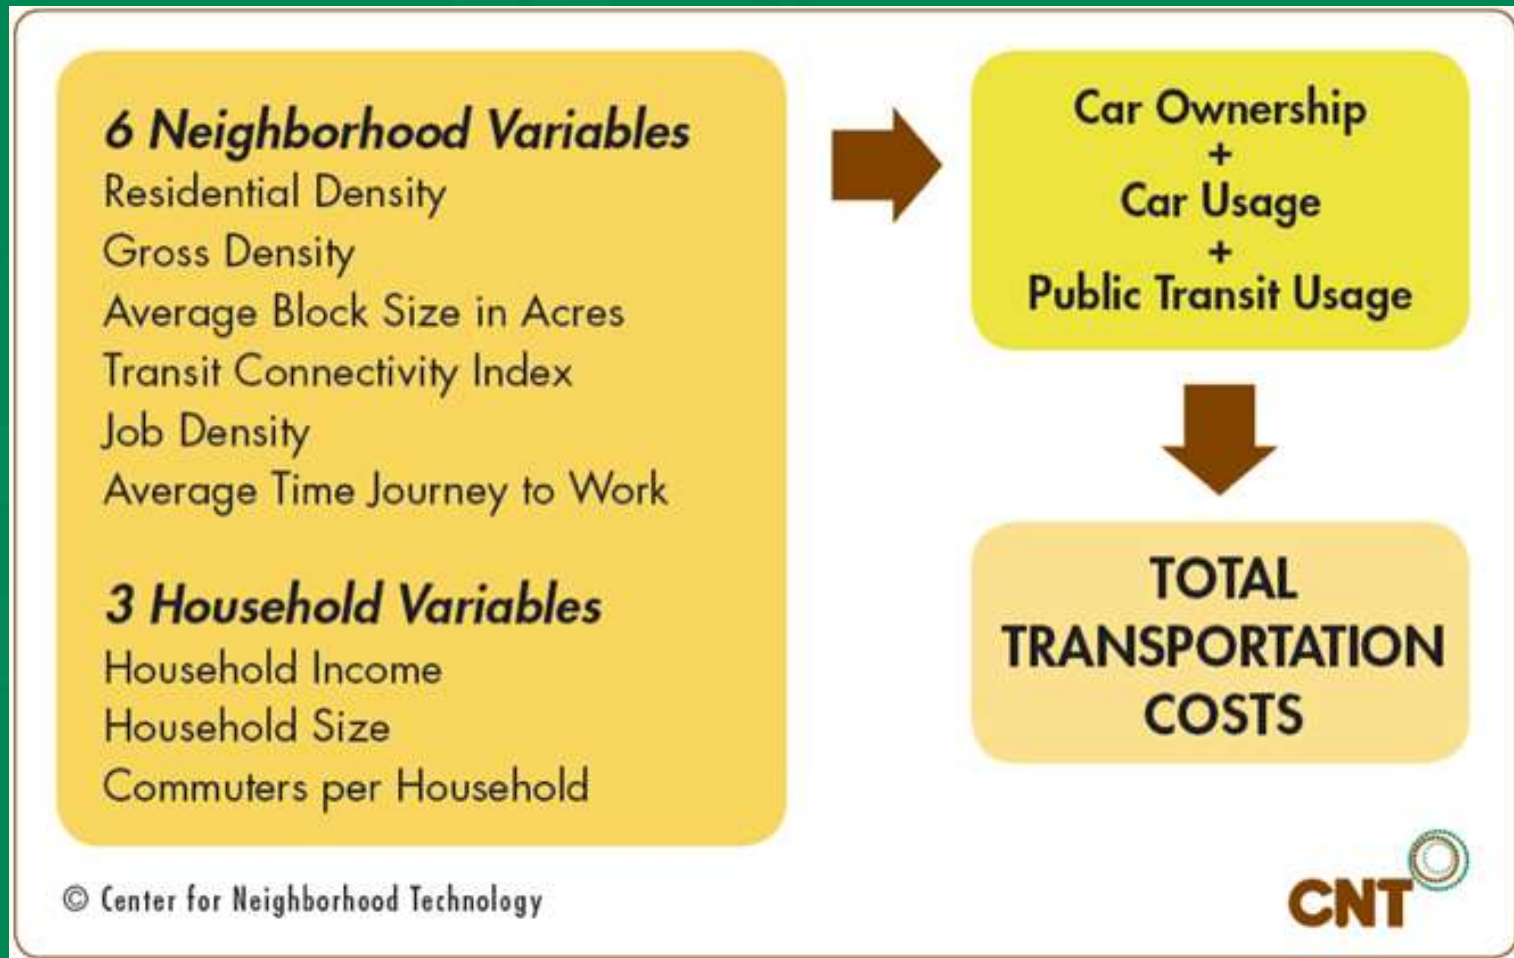 6 Neighborhood Variables
Residential Density
Gross Density
Average Block Size in Acres
Transit Connectivity Index
Job Density
Average Time Journey to Work
3 Household Variables
Household Income
Household Size
Commuters per Household
Car Ownership
+
Car Usage
+
Public Transit Usage
TOTAL
TRANSPORTATION
COSTS
© Center for Neighborhood Technology
CNT